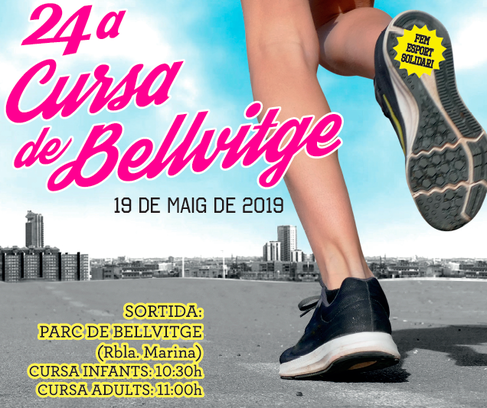 24a
Cursa
de Bellvitge
19 DE MAIG DE 2019
FEM
ESPORT
SOLIDARI
SORTIDA:
PARC DE BELLVITGE
(Rbla. Marina)
CURSA INFANTS: 10:30h
CURSA ADULTS: 11:00h